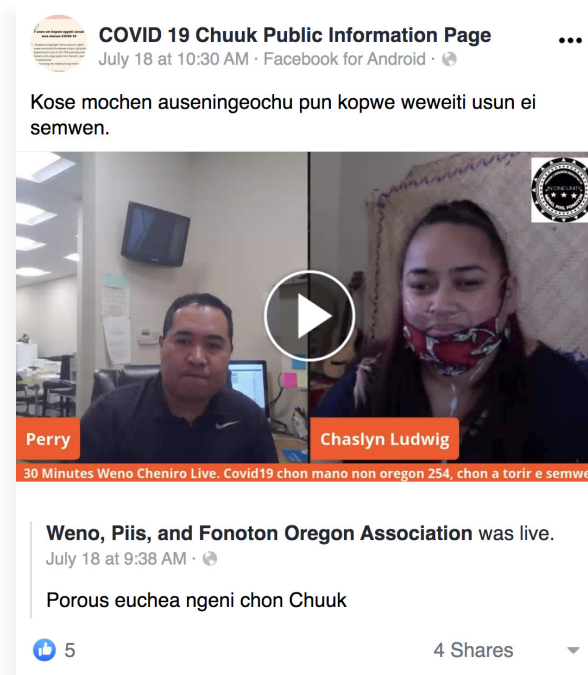 COVID 19 Chuuk Public Information Page
July 18 at 10:30 AM · Facebook for Android ·
Kose mochen auseningeochu pun kopwe weweiti usun ei
semwen.
IN ONE UNITY
Perry
Chaslyn Ludwig
30 Minutes Weno Cheniro Live. Covid19 chon mano non oregon 254, chon a torir e semwe
Weno, Piis, and Fonoton Oregon Association was live.
July 18 at 9:38 AM ·
Porous euchea ngeni chon Chuuk
5
4 Shares